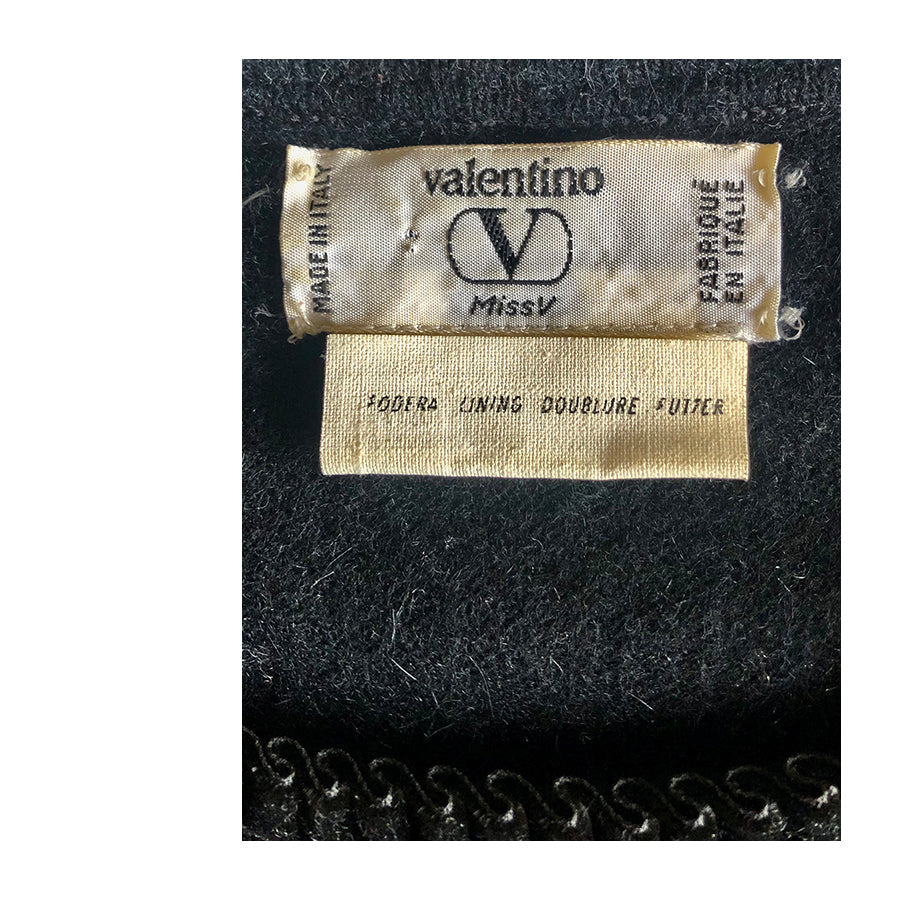 valentino
V
MissV
MADE IN ITALY
FABRIQUÉ
EN ITALIE
FODERA LINING DOUBLURE FUTTER